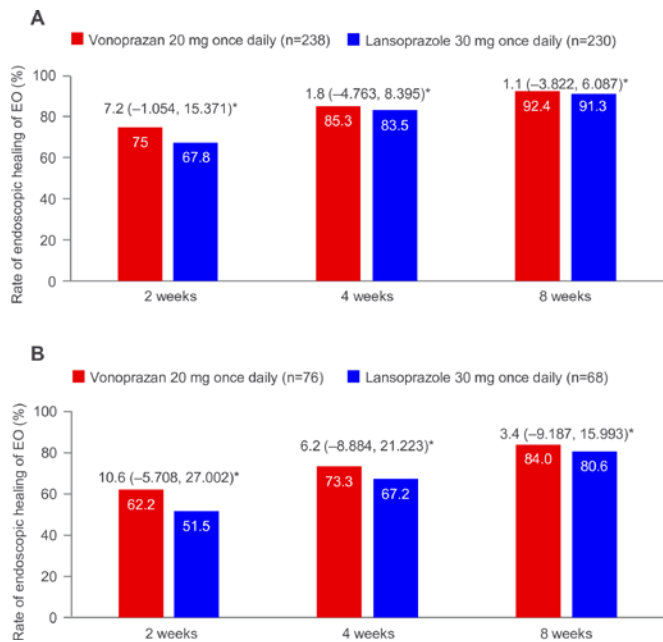 A
Vonoprazan 20 mg once daily (n=238) Lansoprazole 30 mg once daily (n=230)
Rate of endoscopic healing of EO (%)
100
80
60
40
20
0
7.2 (–1.054, 15.371)*
1.8 (–4.763, 8.395)*
1.1 (–3.822, 6.087)*
75
67.8
85.3
83.5
92.4
91.3
2 weeks 4 weeks 8 weeks
B
Vonoprazan 20 mg once daily (n=76) Lansoprazole 30 mg once daily (n=68)
Rate of endoscopic healing of EO (%)
100
80
60
40
20
0
10.6 (–5.708, 27.002)*
6.2 (–8.884, 21.223)*
3.4 (–9.187, 15.993)*
62.2
51.5
73.3
67.2
84.0
80.6
2 weeks 4 weeks 8 weeks